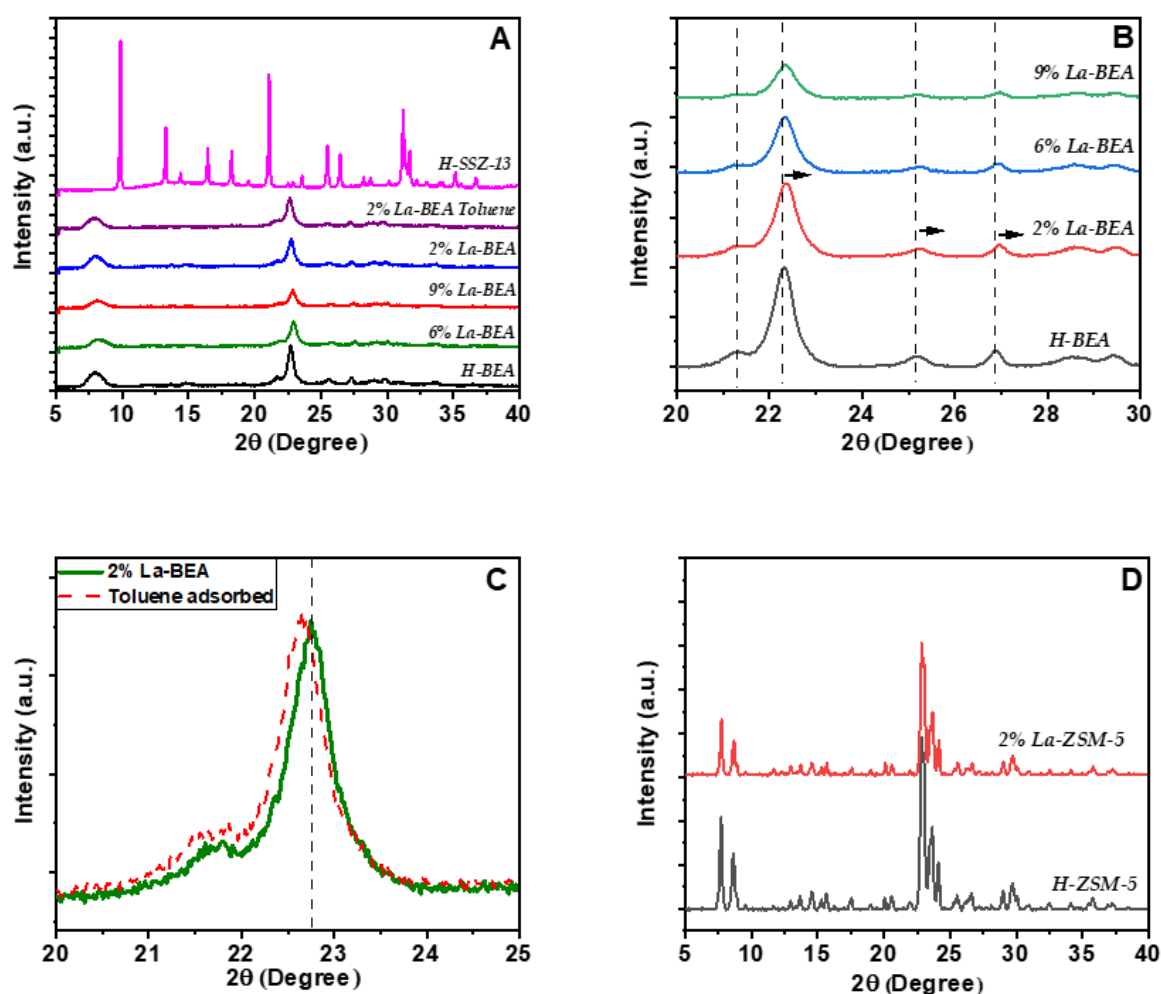 A
Intensity (a.u.)
H-SSZ-13
2% La-BEA Toluene
2% La-BEA
9% La-BEA
6% La-BEA
H-BEA
5 10 15 20 25 30 35 40
2θ (Degree)
B
Intensity (a.u.)
9% La-BEA
6% La-BEA
2% La-BEA
H-BEA
20 22 24 26 28 30
2θ (Degree)
C
2% La-BEA
Toluene adsorbed
Intensity (a.u.)
20 21 22 23 24 25
2θ (Degree)
D
Intensity (a.u.)
2% La-ZSM-5
H-ZSM-5
5 10 15 20 25 30 35 40
2θ (Degree)